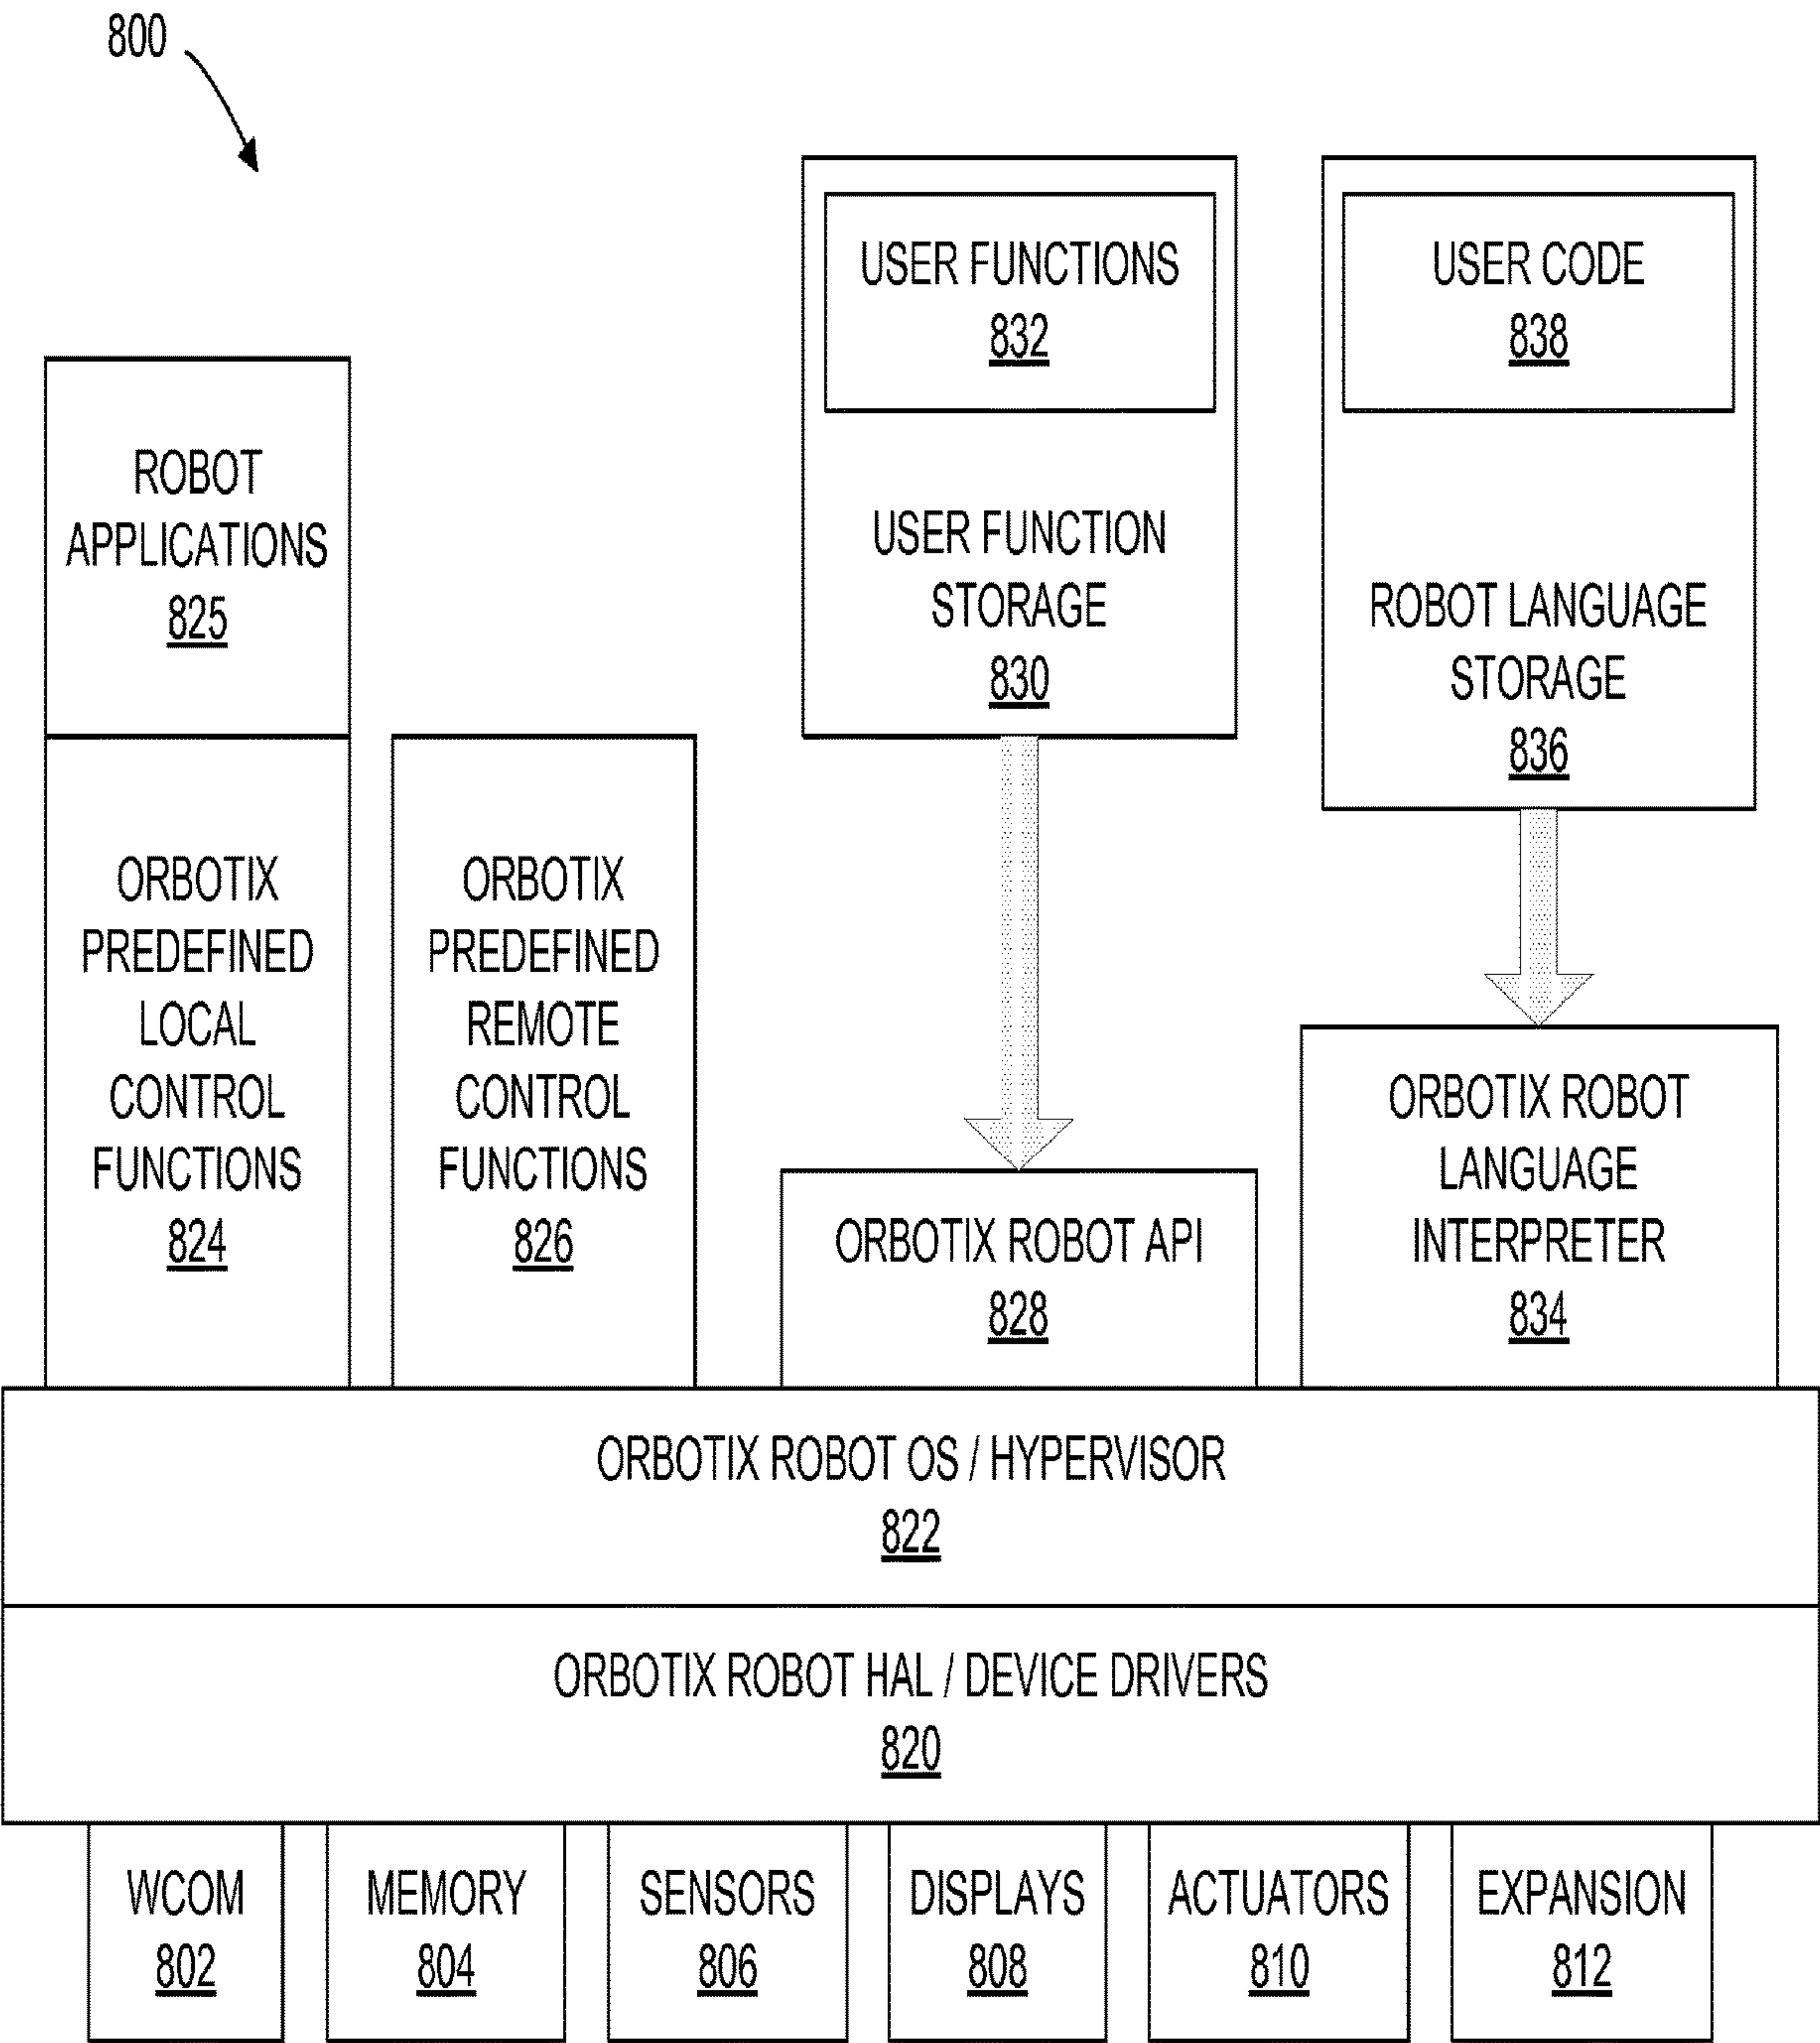 800
USER FUNCTIONS
832
USER FUNCTION
STORAGE
830
USER CODE
838
ROBOT LANGUAGE
STORAGE
836
ROBOT
APPLICATIONS
825
ORBOTIX
PREDEFINED
LOCAL
CONTROL
FUNCTIONS
824
ORBOTIX
PREDEFINED
REMOTE
CONTROL
FUNCTIONS
826
ORBOTIX ROBOT API
828
ORBOTIX ROBOT
LANGUAGE
INTERPRETER
834
ORBOTIX ROBOT OS / HYPERVISOR
822
ORBOTIX ROBOT HAL / DEVICE DRIVERS
820
WCOM
802
MEMORY
804
SENSORS
806
DISPLAYS
808
ACTUATORS
810
EXPANSION
812